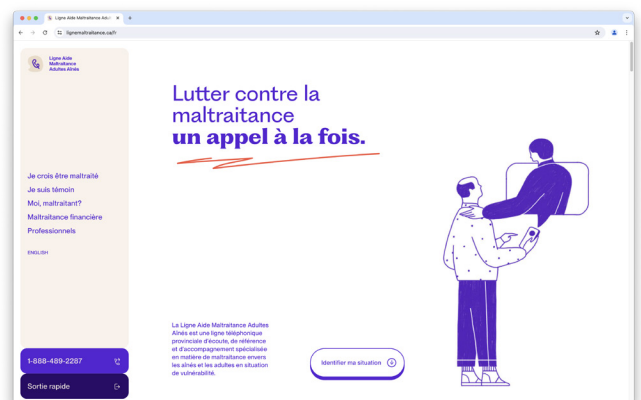 Ligne Aide Maltraitance Adul
lignemaltraitance.ca/fr
Ligne Aide
Maltraitance
Adultes Aînés
Lutter contre la
maltraitance
un appel à la fois.
Je crois être maltraité
Je suis témoin
Moi, maltraitant?
Maltraitance financière
Professionnels
ENGLISH
La Ligne Aide Maltraitance Adultes
Aînés est une ligne téléphonique
provinciale d'écoute, de référence
et d'accompagnement spécialisée
en matière de maltraitance envers
les aînés et les adultes en situation
de vulnérabilité.
Identifier ma situation
1-888-489-2287
Sortie rapide